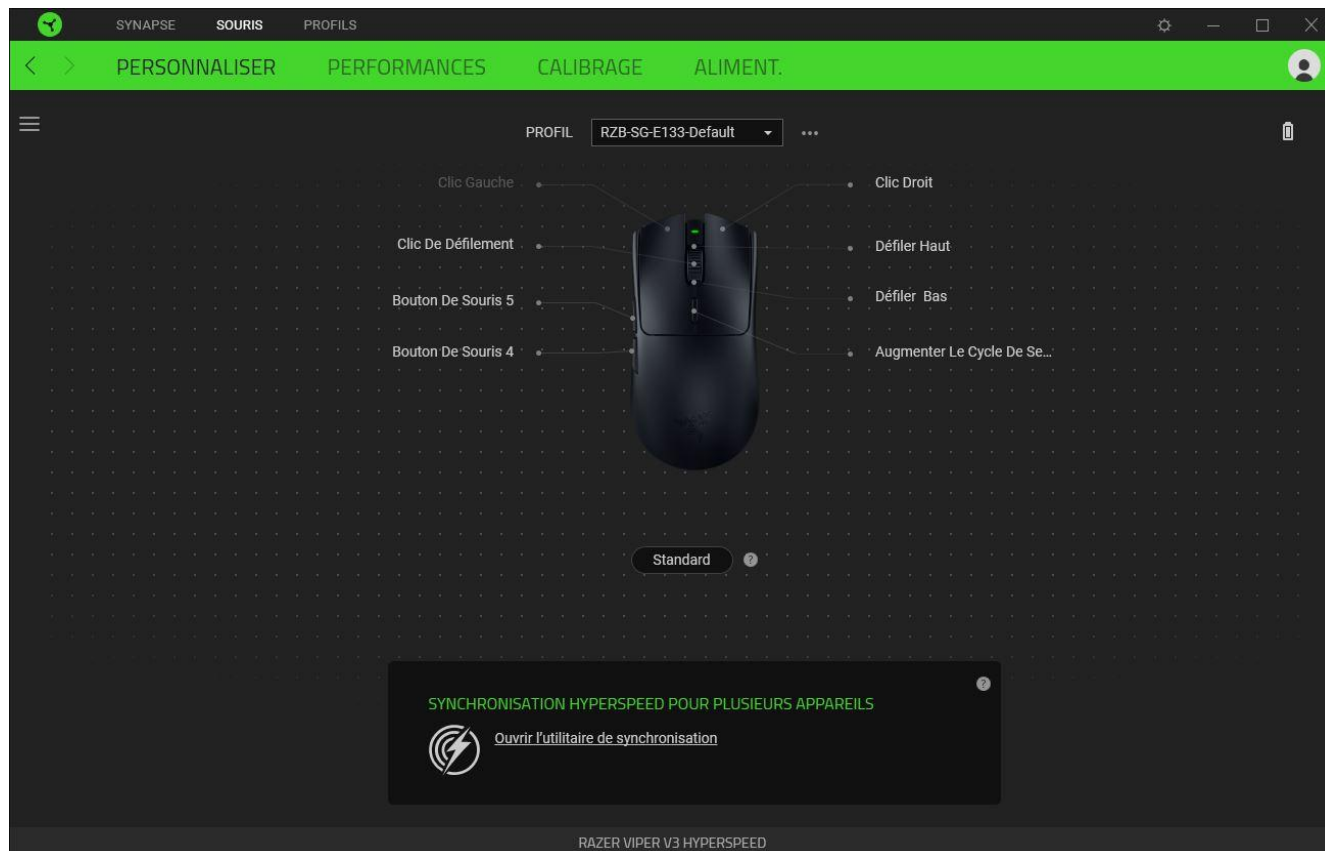 SYNAPSE SOURIS PROFILS
PERSONNALISER PERFORMANCES CALIBRAGE ALIMENT.
PROFIL RZB-SG-E133-Default
Clic Gauche Clic Droit
Clic De Défilement Défiler Haut
Bouton De Souris 5 Défiler Bas
Bouton De Souris 4 Augmenter Le Cycle De Se...
Standard ?
?
SYNCHRONISATION HYPERSPEED POUR PLUSIEURS APPAREILS
Ouvrir l'utilitaire de synchronisation
RAZER VIPER V3 HYPERSPEED